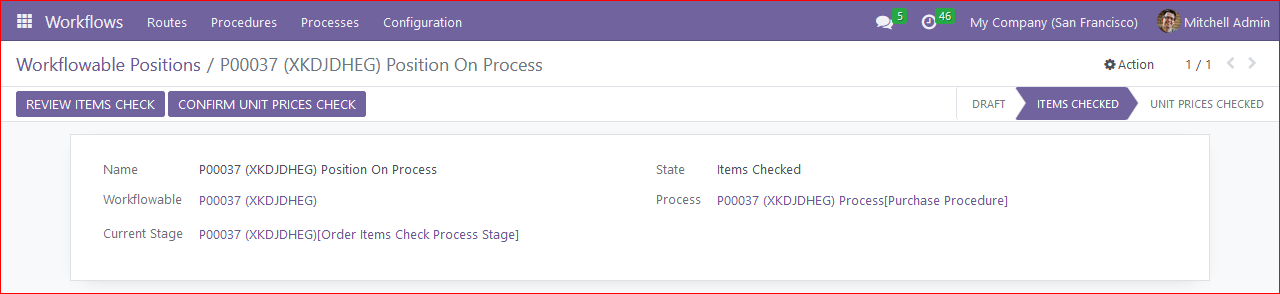 Workflows Routes Procedures Processes Configuration 5 46 My Company (San Francisco) Mitchell Admin
Workflowable Positions / P00037 (XKDJDHEG) Position On Process Action 1 / 1
REVIEW ITEMS CHECK CONFIRM UNIT PRICES CHECK DRAFT ITEMS CHECKED UNIT PRICES CHECKED
Name P00037 (XKDJDHEG) Position On Process State Items Checked
Workflowable P00037 (XKDJDHEG) Process P00037 (XKDJDHEG) Process[Purchase Procedure]
Current Stage P00037 (XKDJDHEG)[Order Items Check Process Stage]